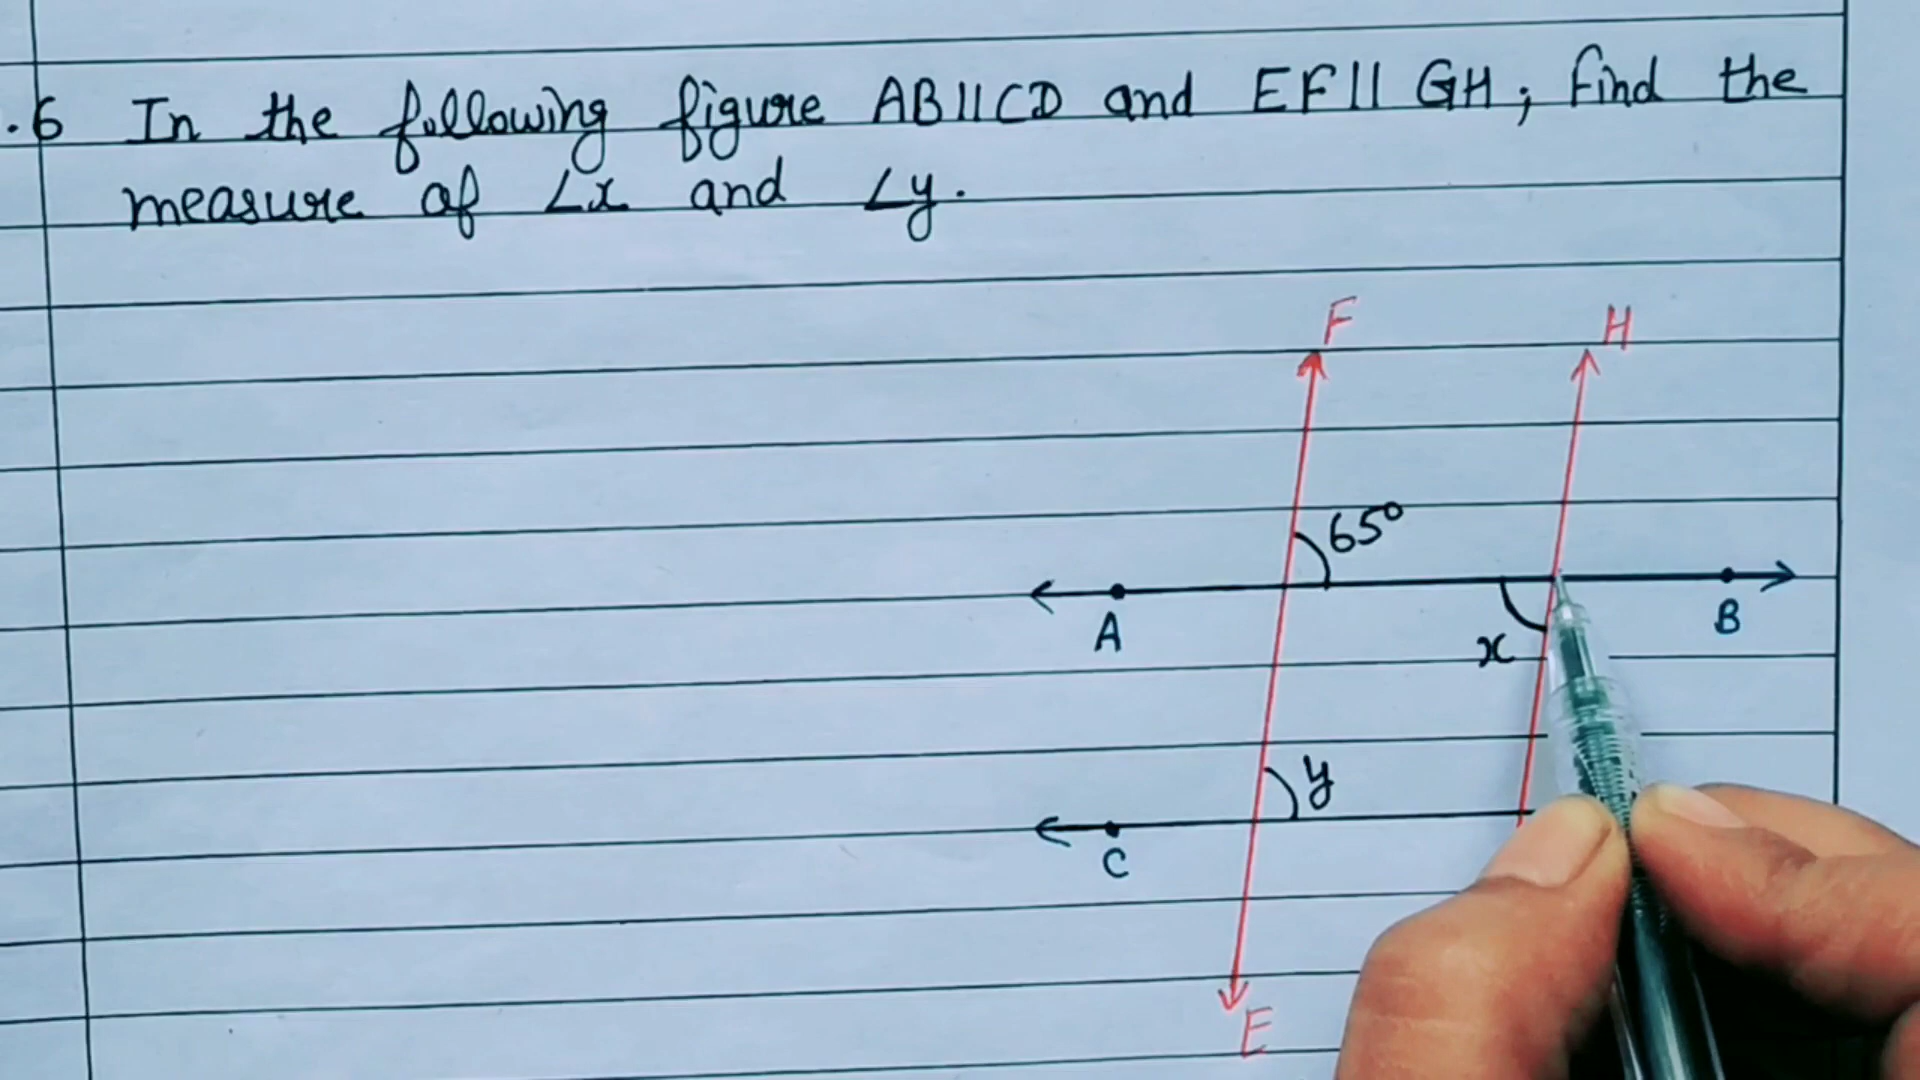 .6 In the following figure AB||CD and EF|| GH; find the
measure of ∠x and ∠y.
F
H
65°
A
x
B
y
C
E